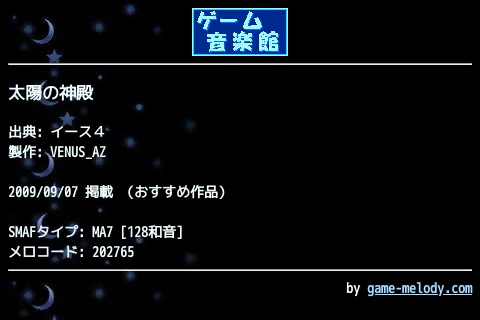 ゲーム
音楽館
太陽の神殿
出典: イース4
製作: VENUS_AZ
2009/09/07 掲載 (おすすめ作品)
SMAFタイプ: MA7 [128和音]
メロコード: 202765
by game-melody.com